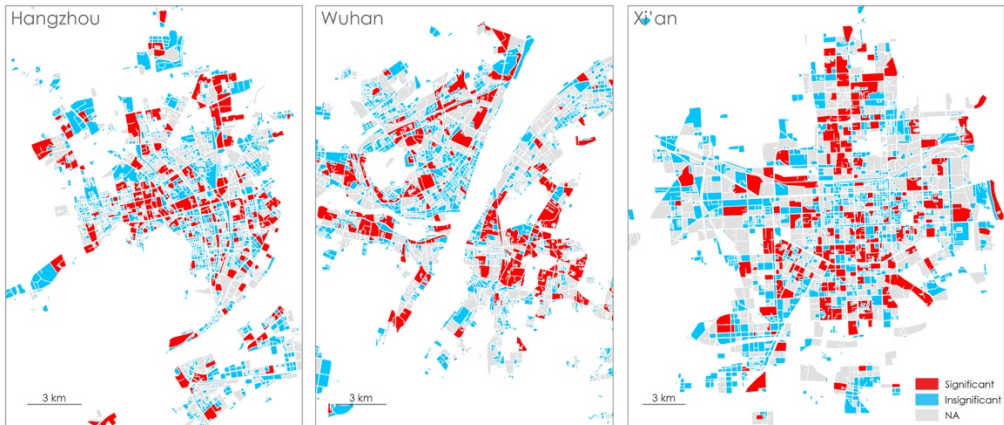 Hangzhou
Wuhan
Xi'an
3 km
3 km
3 km
Significant
Insignificant
NA